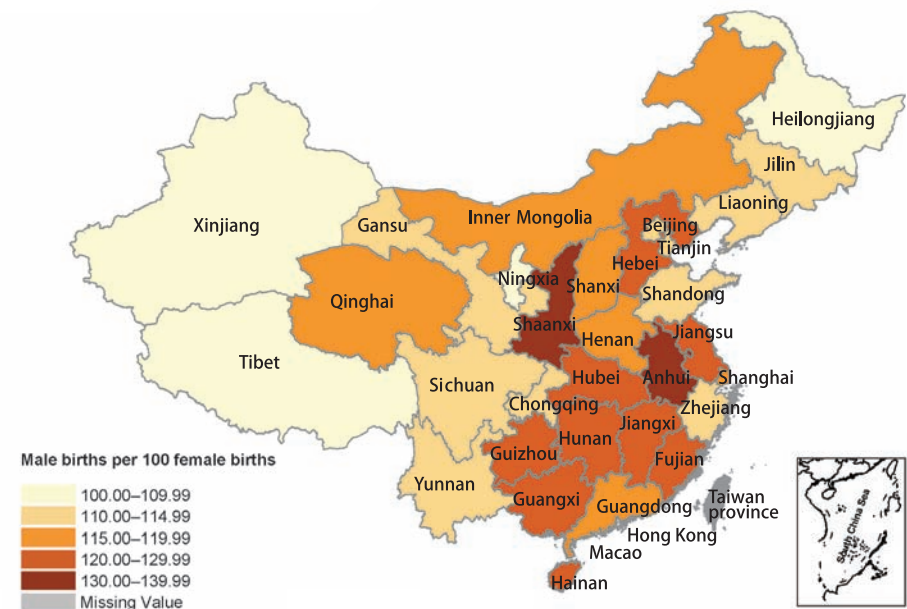 Heilongjiang
Jilin
Liaoning
Inner Mongolia
Xinjiang
Gansu
Beijing
Tianjin
Hebei
Ningxia
Shanxi
Shandong
Qinghai
Shaanxi
Henan
Jiangsu
Tibet
Sichuan
Hubei
Anhui
Shanghai
Chongqing
Zhejiang
Jiangxi
Hunan
Guizhou
Fujian
Yunnan
Guangxi
Guangdong
Taiwan
province
Hong Kong
Macao
Hainan
Male births per 100 female births
100.00–109.99
110.00–114.99
115.00–119.99
120.00–129.99
130.00–139.99
Missing Value
South China Sea